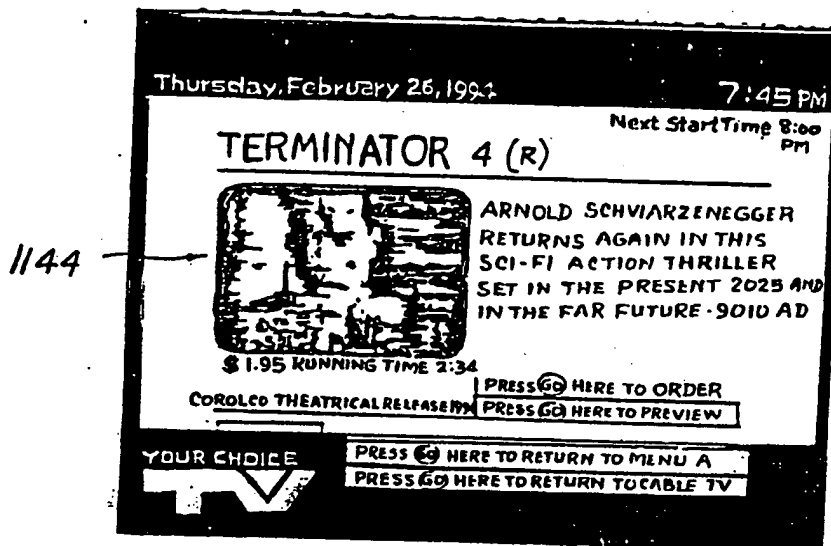 Thursday, February 26, 1992
7:45 PM
Next Start Time 8:00
PM
TERMINATOR 4 (R)
1144
ARNOLD SCHVIARZENEGGER
RETURNS AGAIN IN THIS
SCI-FI ACTION THRILLER
SET IN THE PRESENT 2025 AND
IN THE FAR FUTURE-9010 AD
$1.95 RUNNING TIME 2:34
PRESS GO HERE TO ORDER
COROLCO THEATRICAL RELEASE
PRESS GO HERE TO PREVIEW
YOUR CHOICE
TV
PRESS GO HERE TO RETURN TO MENU A
PRESS GO HERE TO RETURN TO CABLE TV